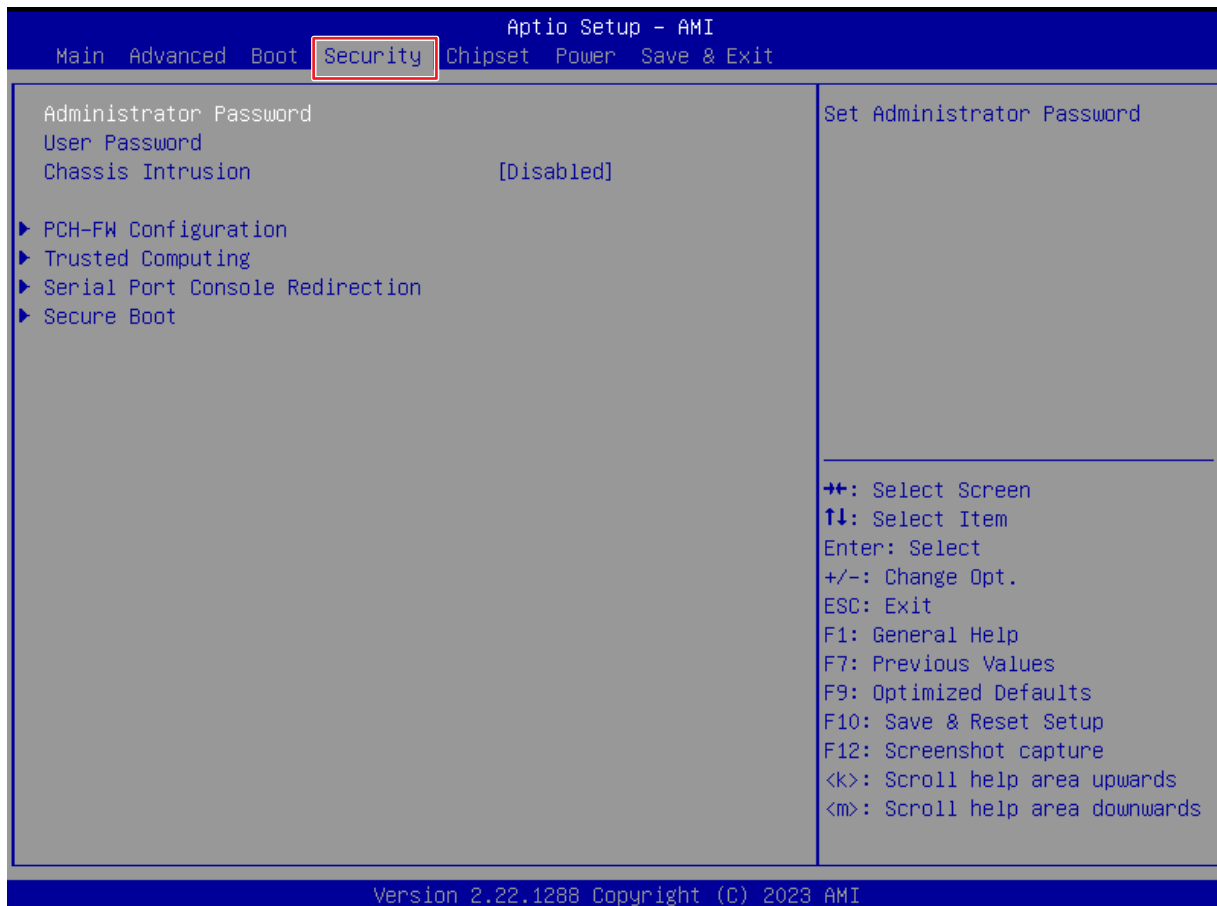 Aptio Setup – AMI
Main Advanced Boot Security Chipset Power Save & Exit
Administrator Password
User Password
Chassis Intrusion [Disabled]
▶ PCH-FW Configuration
▶ Trusted Computing
▶ Serial Port Console Redirection
▶ Secure Boot
Set Administrator Password
→←: Select Screen
↑↓: Select Item
Enter: Select
+/-: Change Opt.
ESC: Exit
F1: General Help
F7: Previous Values
F9: Optimized Defaults
F10: Save & Reset Setup
F12: Screenshot capture
<k>: Scroll help area upwards
<m>: Scroll help area downwards
Version 2.22.1288 Copyright (C) 2023 AMI